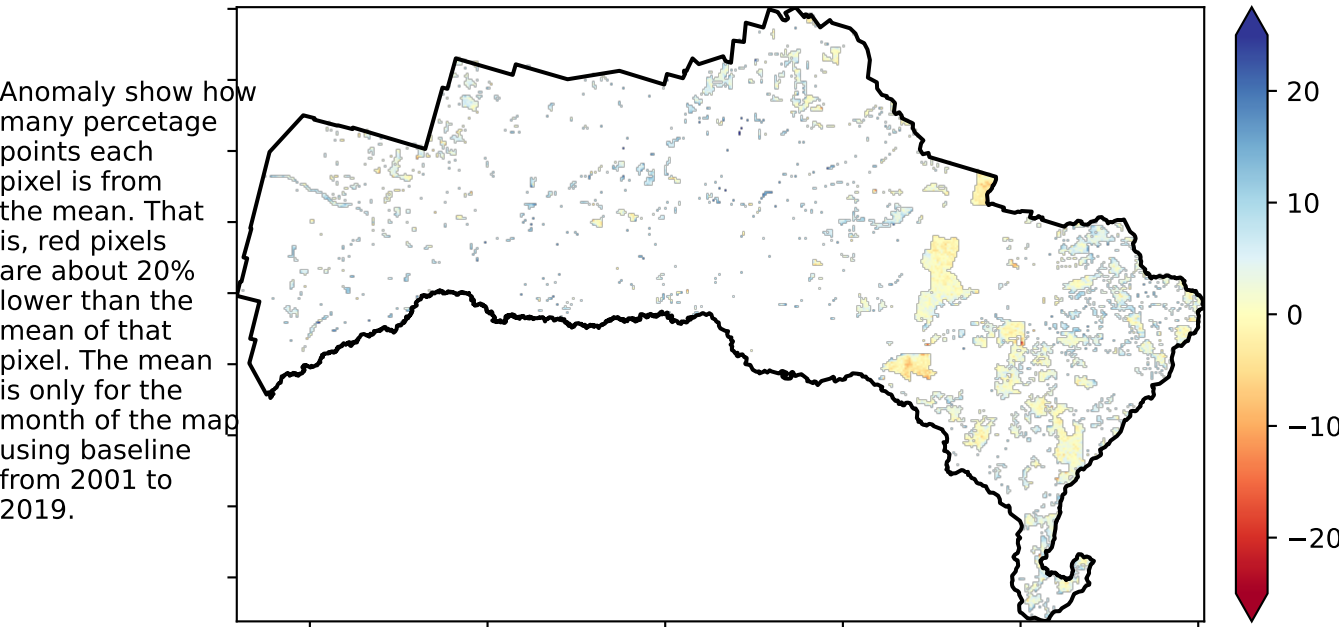 Anomaly show how
many percetage
points each
pixel is from
the mean. That
is, red pixels
are about 20%
lower than the
mean of that
pixel. The mean
is only for the
month of the map
using baseline
from 2001 to
2019.
20
10
0
−10
−20